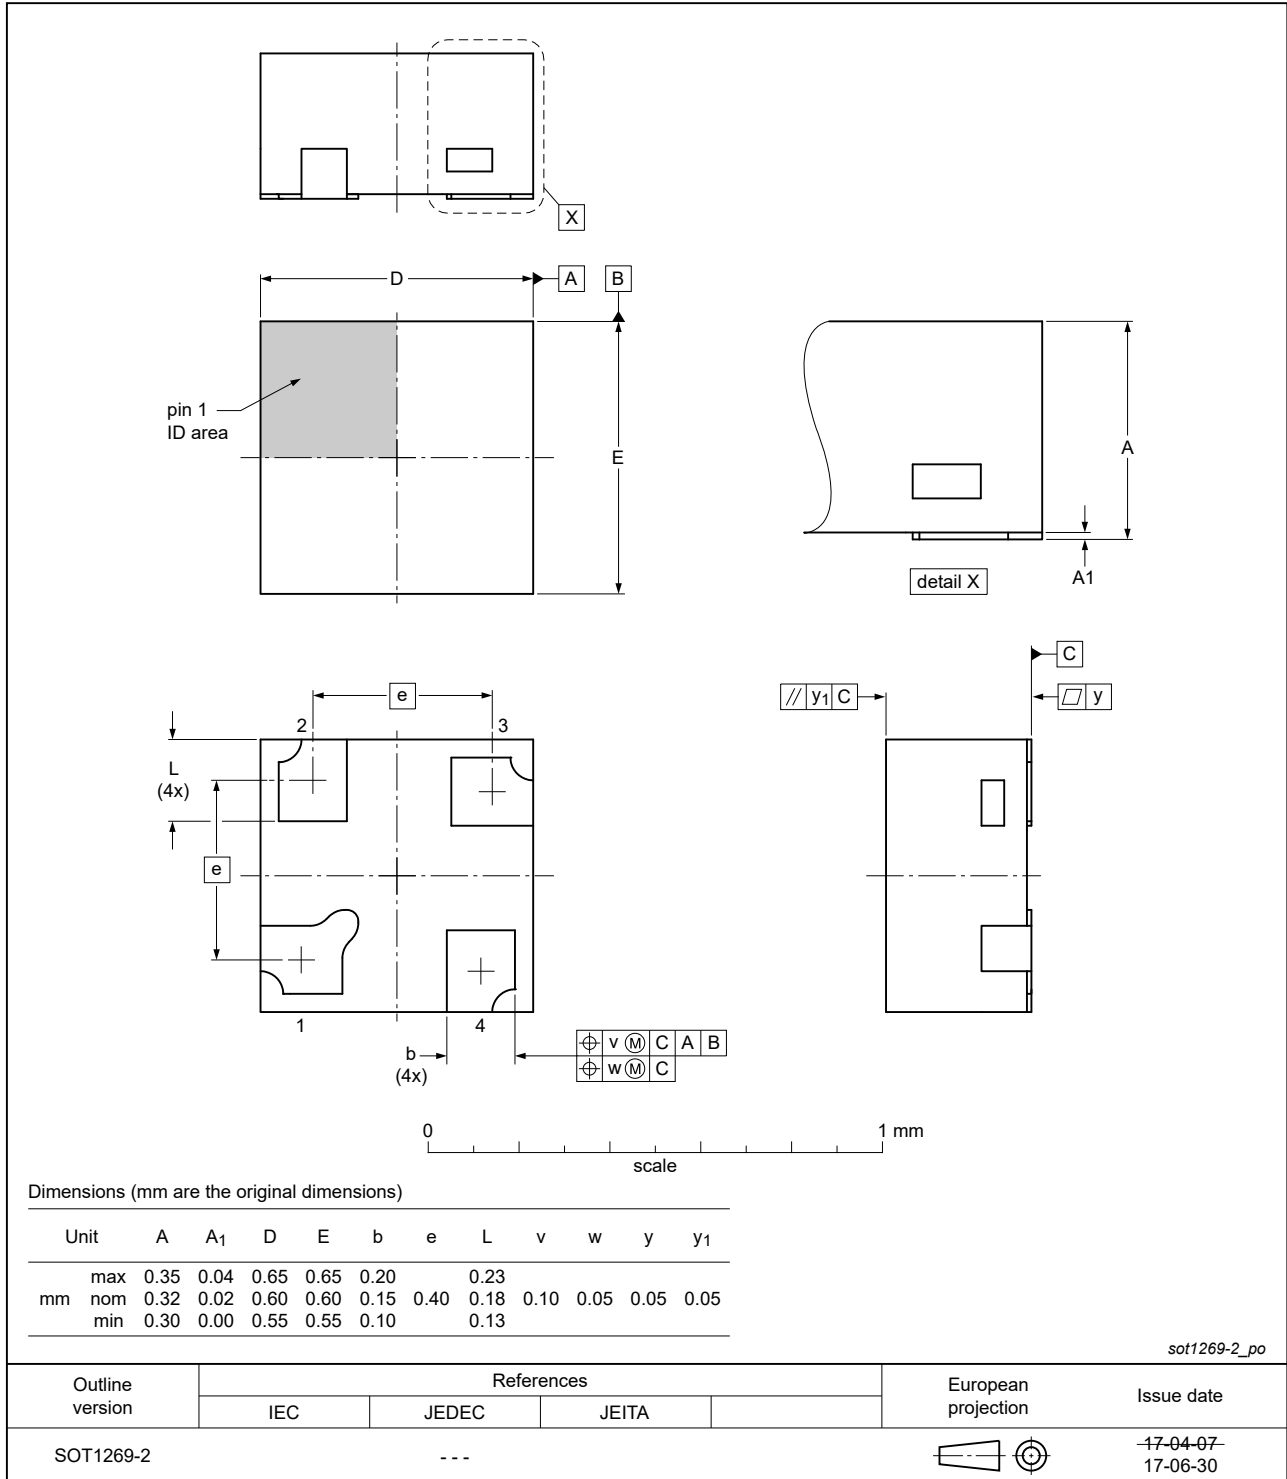 X
D
A
B
pin 1
ID area
E
A
A1
detail X
C
// y1 C
y
e
2
3
L
(4x)
e
1
4
b
(4x)
v M C A B
w M C
0
1 mm
scale
Dimensions (mm are the original dimensions)
Unit A A1 D E b e L v w y y1
max 0.35 0.04 0.65 0.65 0.20 0.23
mm nom 0.32 0.02 0.60 0.60 0.15 0.40 0.18 0.10 0.05 0.05 0.05
min 0.30 0.00 0.55 0.55 0.10 0.13
sot1269-2_po
Outline
version
References
IEC
JEDEC
JEITA
European
projection
Issue date
SOT1269-2
- - -
17-04-07
17-06-30